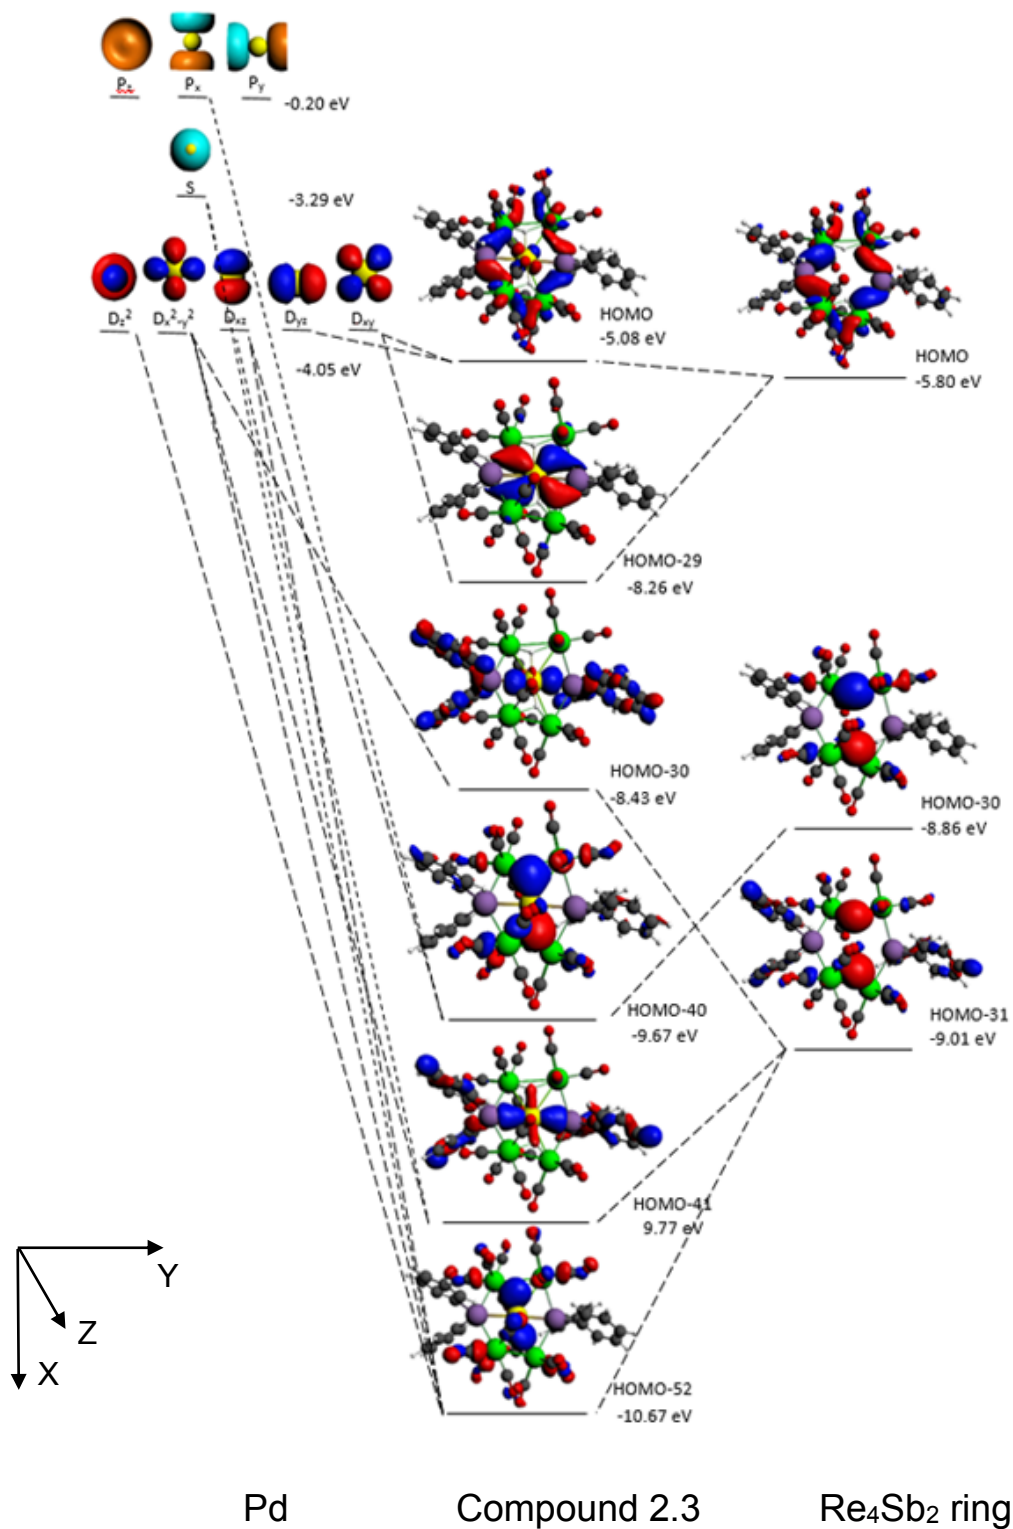 Pz Px Py
-0.20 eV
S
-3.29 eV
Dz² Dx²-y² Dxz Dyz Dxy
-4.05 eV
HOMO
-5.08 eV
HOMO
-5.80 eV
HOMO-29
-8.26 eV
HOMO-30
-8.43 eV
HOMO-30
-8.86 eV
HOMO-40
-9.67 eV
HOMO-31
-9.01 eV
HOMO-41
9.77 eV
Y
Z
X
HOMO-52
-10.67 eV
Pd Compound 2.3 Re₄Sb₂ ring